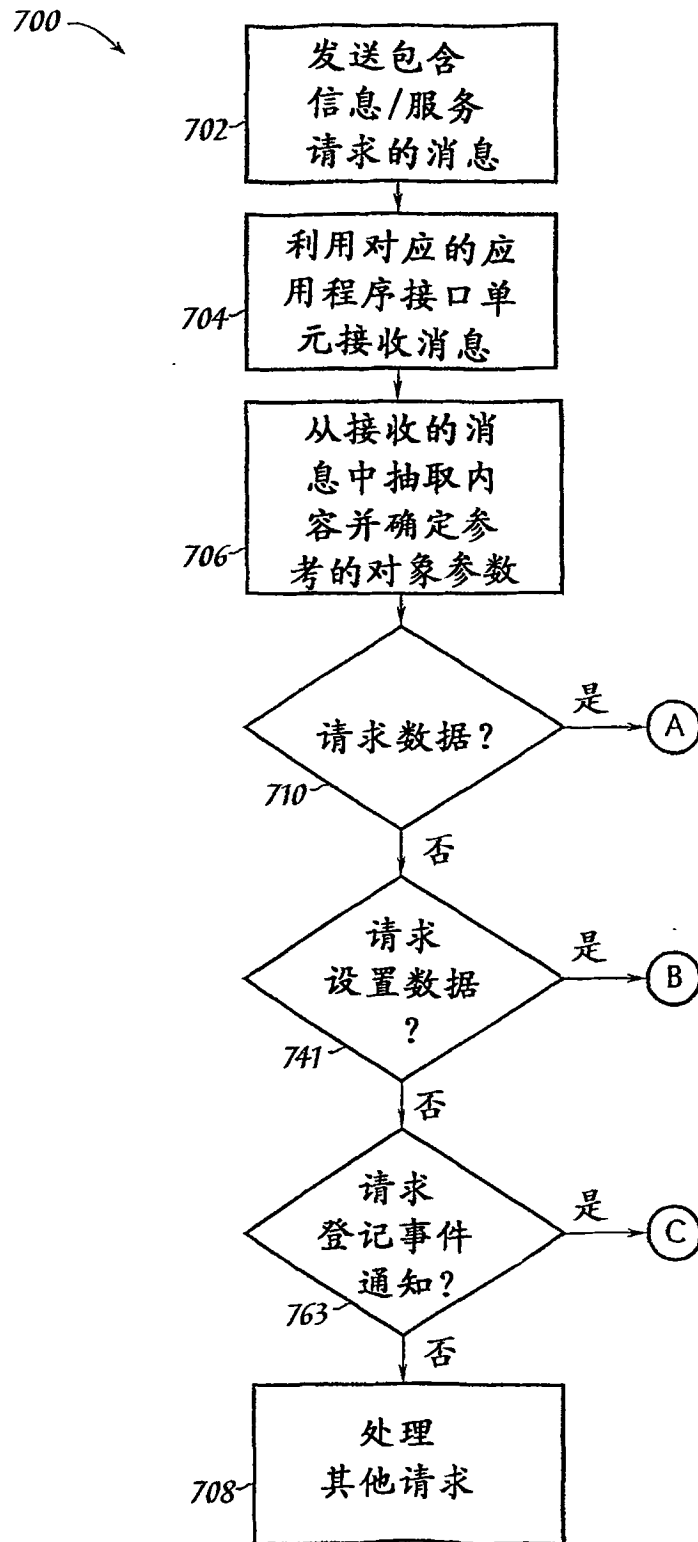 700
发送包含
信息/服务
请求的消息
702
利用对应的应
用程序接口单
元接收消息
704
从接收的消
息中抽取内
容并确定参
考的对象参数
706
请求数据?
710
是
A
否
请求
设置数据
?
741
是
B
否
请求
登记事件
通知?
763
是
C
否
处理
其他请求
708